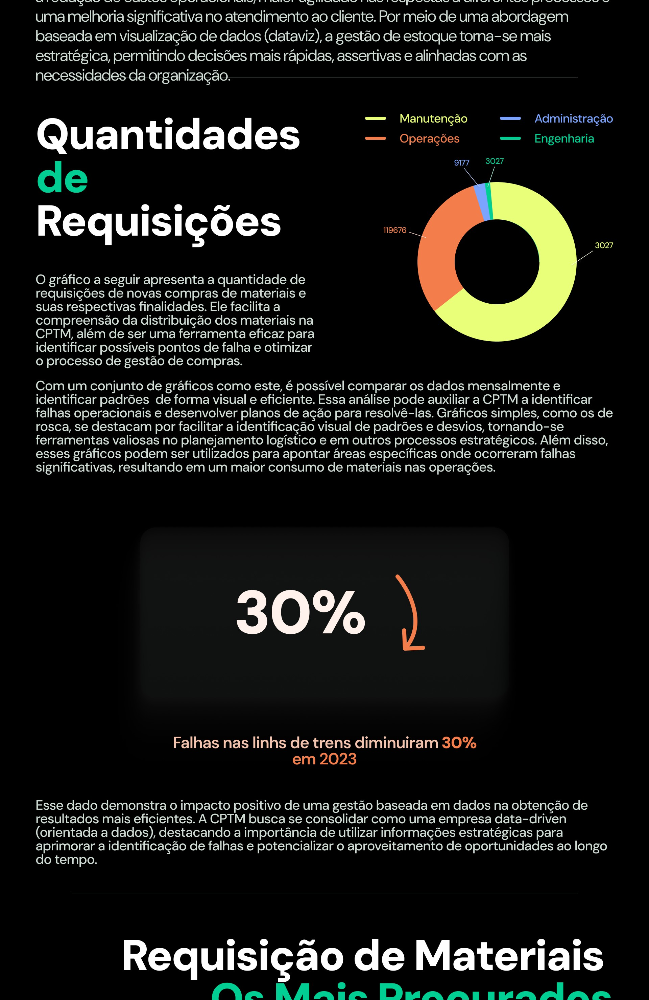 a redução de custos operacionais, maior agilidade nas respostas a diferentes processos e
uma melhoria significativa no atendimento ao cliente. Por meio de uma abordagem
baseada em visualização de dados (dataviz), a gestão de estoque torna-se mais
estratégica, permitindo decisões mais rápidas, assertivas e alinhadas com as
necessidades da organização.
Quantidades
de
Requisições
Manutenção
Administração
Operações
Engenharia
9177
3027
119676
3027
O gráfico a seguir apresenta a quantidade de
requisições de novas compras de materiais e
suas respectivas finalidades. Ele facilita a
compreensão da distribuição dos materiais na
CPTM, além de ser uma ferramenta eficaz para
identificar possíveis pontos de falha e otimizar
o processo de gestão de compras.
Com um conjunto de gráficos como este, é possível comparar os dados mensalmente e
identificar padrões  de forma visual e eficiente. Essa análise pode auxiliar a CPTM a identificar
falhas operacionais e desenvolver planos de ação para resolvê-las. Gráficos simples, como os de
rosca, se destacam por facilitar a identificação visual de padrões e desvios, tornando-se
ferramentas valiosas no planejamento logístico e em outros processos estratégicos. Além disso,
esses gráficos podem ser utilizados para apontar áreas específicas onde ocorreram falhas
significativas, resultando em um maior consumo de materiais nas operações.
30%
Falhas nas linhs de trens diminuiram 30%
em 2023
Esse dado demonstra o impacto positivo de uma gestão baseada em dados na obtenção de
resultados mais eficientes. A CPTM busca se consolidar como uma empresa data-driven
(orientada a dados), destacando a importância de utilizar informações estratégicas para
aprimorar a identificação de falhas e potencializar o aproveitamento de oportunidades ao longo
do tempo.
Requisição de Materiais
Os Mais Procurados